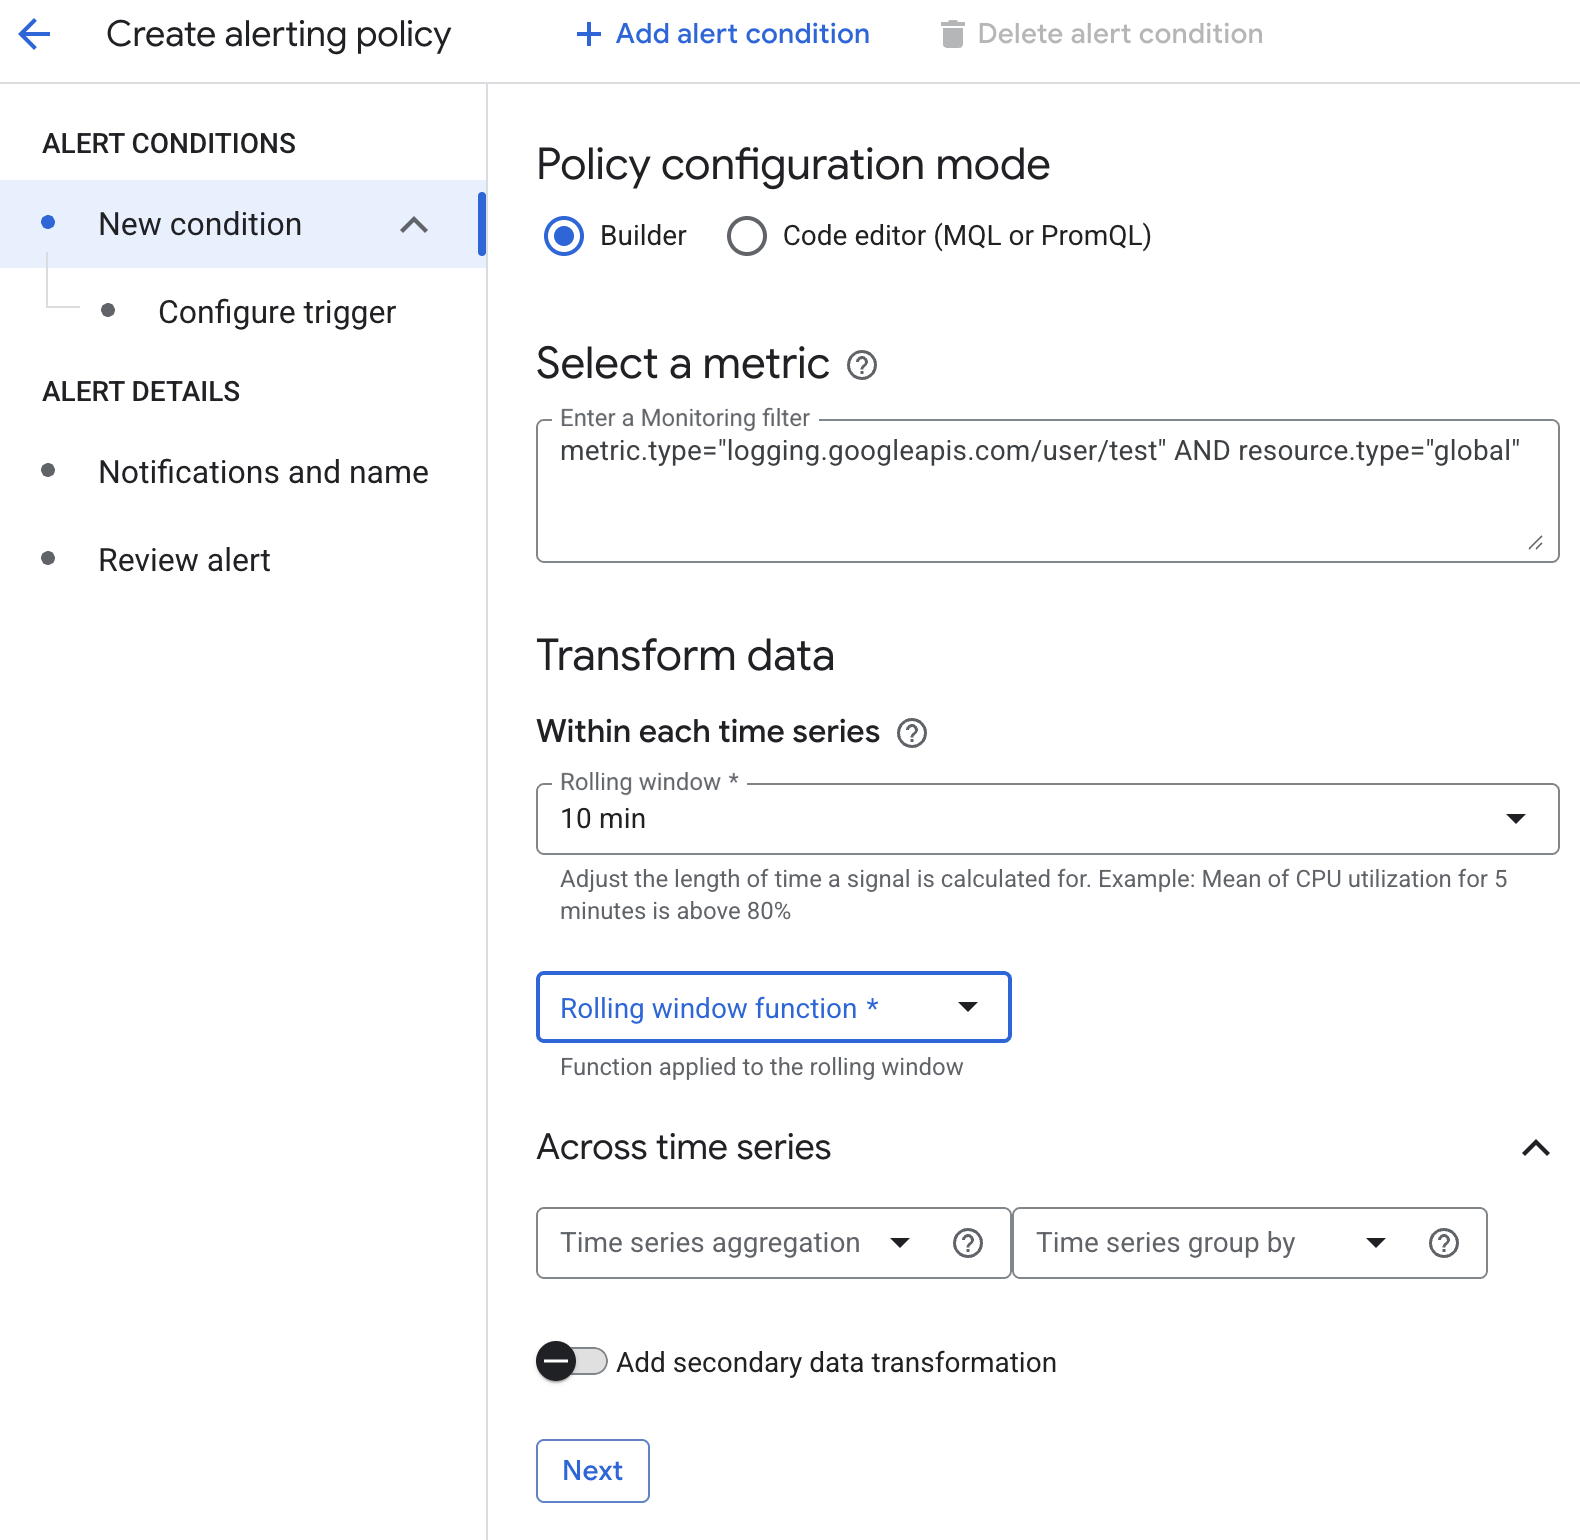 Create alerting policy
Add alert condition
Delete alert condition
ALERT CONDITIONS
New condition
Configure trigger
ALERT DETAILS
Notifications and name
Review alert
Policy configuration mode
Builder
Code editor (MQL or PromQL)
Select a metric
Enter a Monitoring filter
metric.type="logging.googleapis.com/user/test" AND resource.type="global"
Transform data
Within each time series
Rolling window *
10 min
Adjust the length of time a signal is calculated for. Example: Mean of CPU utilization for 5
minutes is above 80%
Rolling window function *
Function applied to the rolling window
Across time series
Time series aggregation
Time series group by
Add secondary data transformation
Next